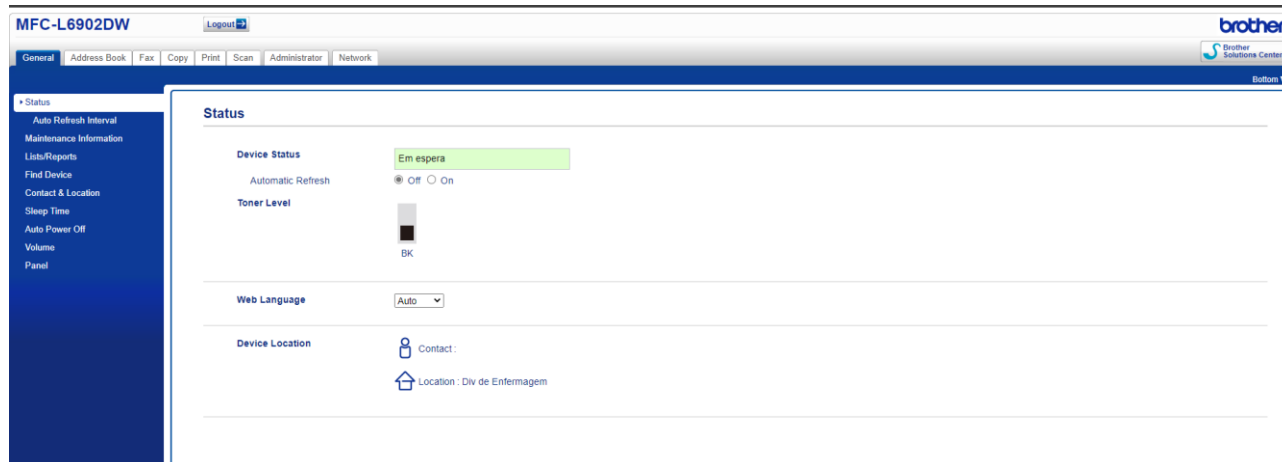 MFC-L6902DW
Logout
brother
General Address Book Fax Copy Print Scan Administrator Network
Brother
Solutions Center
Bottom
Status
Auto Refresh Interval
Maintenance Information
Lists/Reports
Find Device
Contact & Location
Sleep Time
Auto Power Off
Volume
Panel
Status
Device Status Em espera
Automatic Refresh Off On
Toner Level
BK
Web Language Auto
Device Location Contact :
Location : Div de Enfermagem